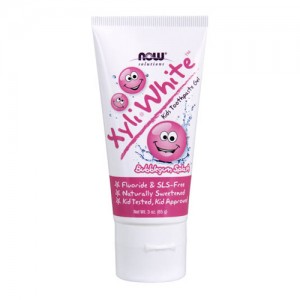 now
solutions
Xyli·White™
Kids Toothpaste Gel
Bubblegum Splash
Fluoride & SLS-Free
Naturally Sweetened
Kid Tested, Kid Approved
Net Wt. 3 oz. (85 g)